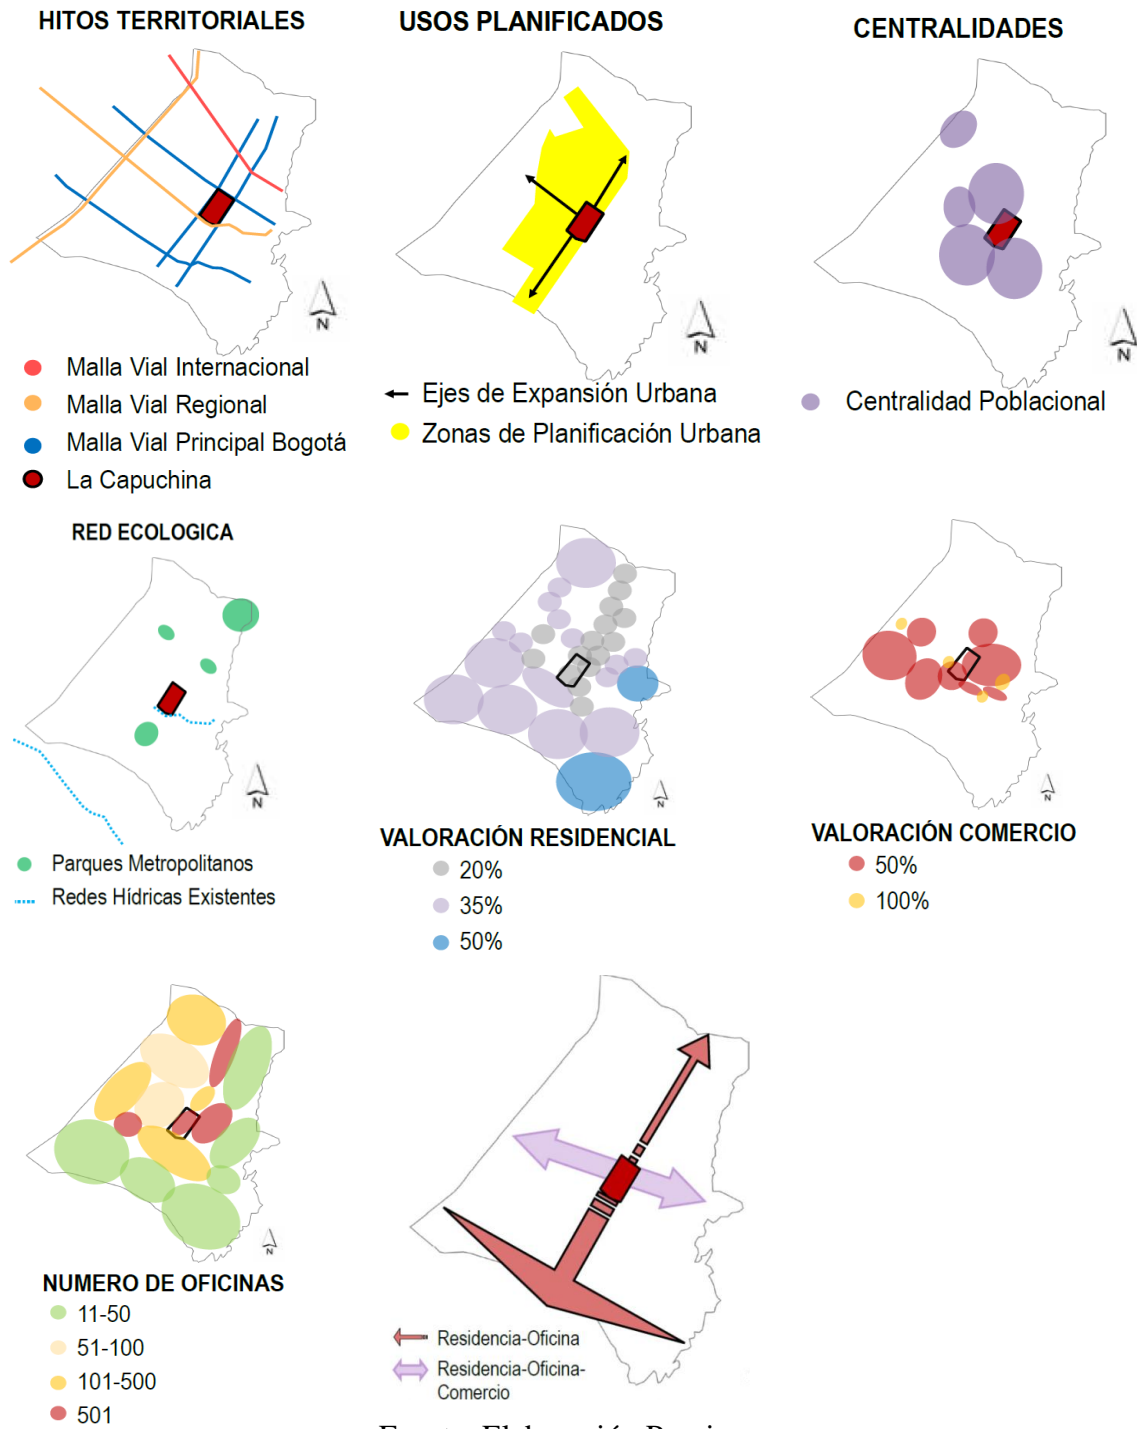 HITOS TERRITORIALES
USOS PLANIFICADOS
CENTRALIDADES
N
N
N
Malla Vial Internacional
Malla Vial Regional
Malla Vial Principal Bogotá
La Capuchina
Ejes de Expansión Urbana
Zonas de Planificación Urbana
Centralidad Poblacional
RED ECOLOGICA
N
N
N
Parques Metropolitanos
Redes Hídricas Existentes
VALORACIÓN RESIDENCIAL
20%
35%
50%
VALORACIÓN COMERCIO
50%
100%
N
NUMERO DE OFICINAS
11-50
51-100
101-500
501
N
Residencia-Oficina
Residencia-Oficina-
Comercio